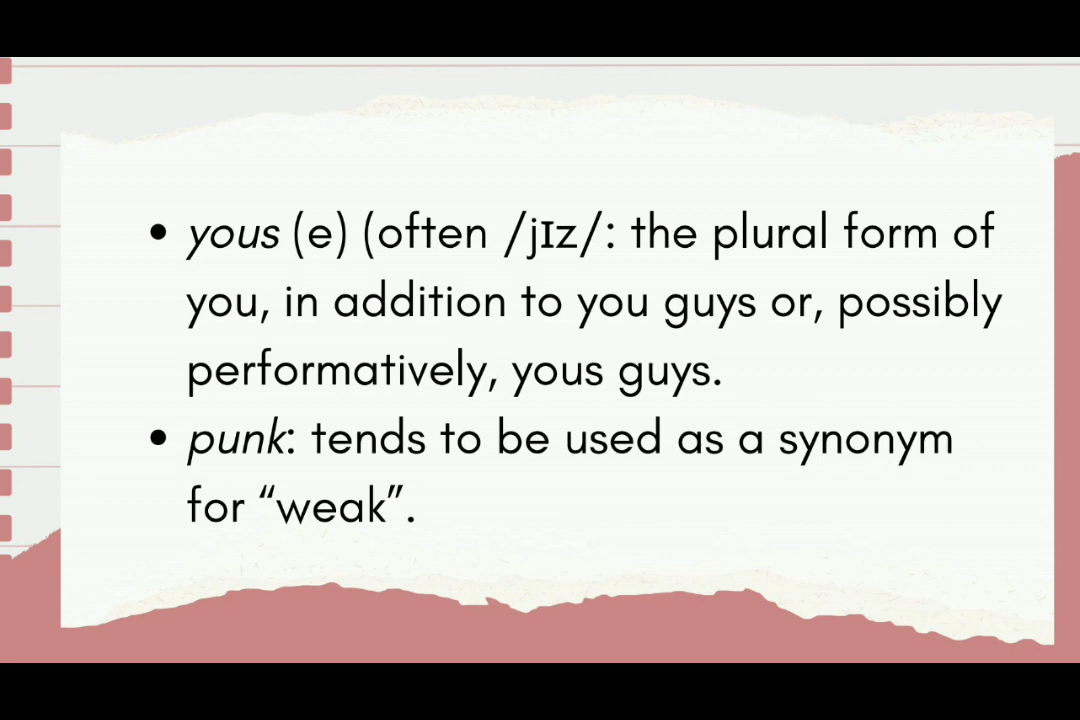 • yous (e) (often /jɪz/: the plural form of
you, in addition to you guys or, possibly
performatively, yous guys.
• punk: tends to be used as a synonym
for “weak”.